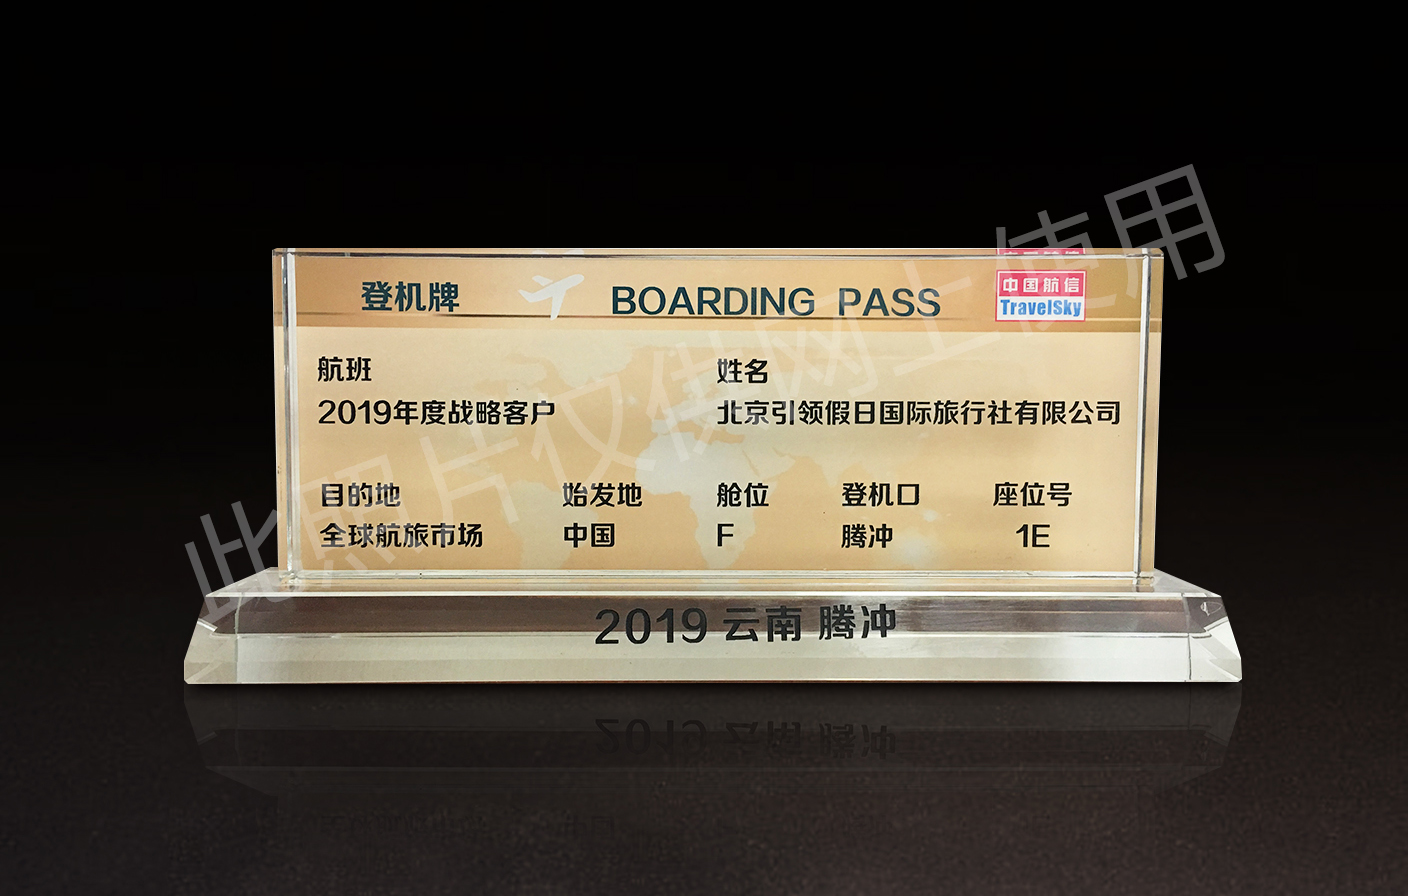 登机牌 BOARDING PASS
中国航信
TravelSky
航班 姓名
2019年度战略客户 北京引领假日国际旅行社有限公司
目的地 始发地 舱位 登机口 座位号
全球航旅市场 中国 F 腾冲 1E
2019 云南 腾冲
此照片仅供网上使用